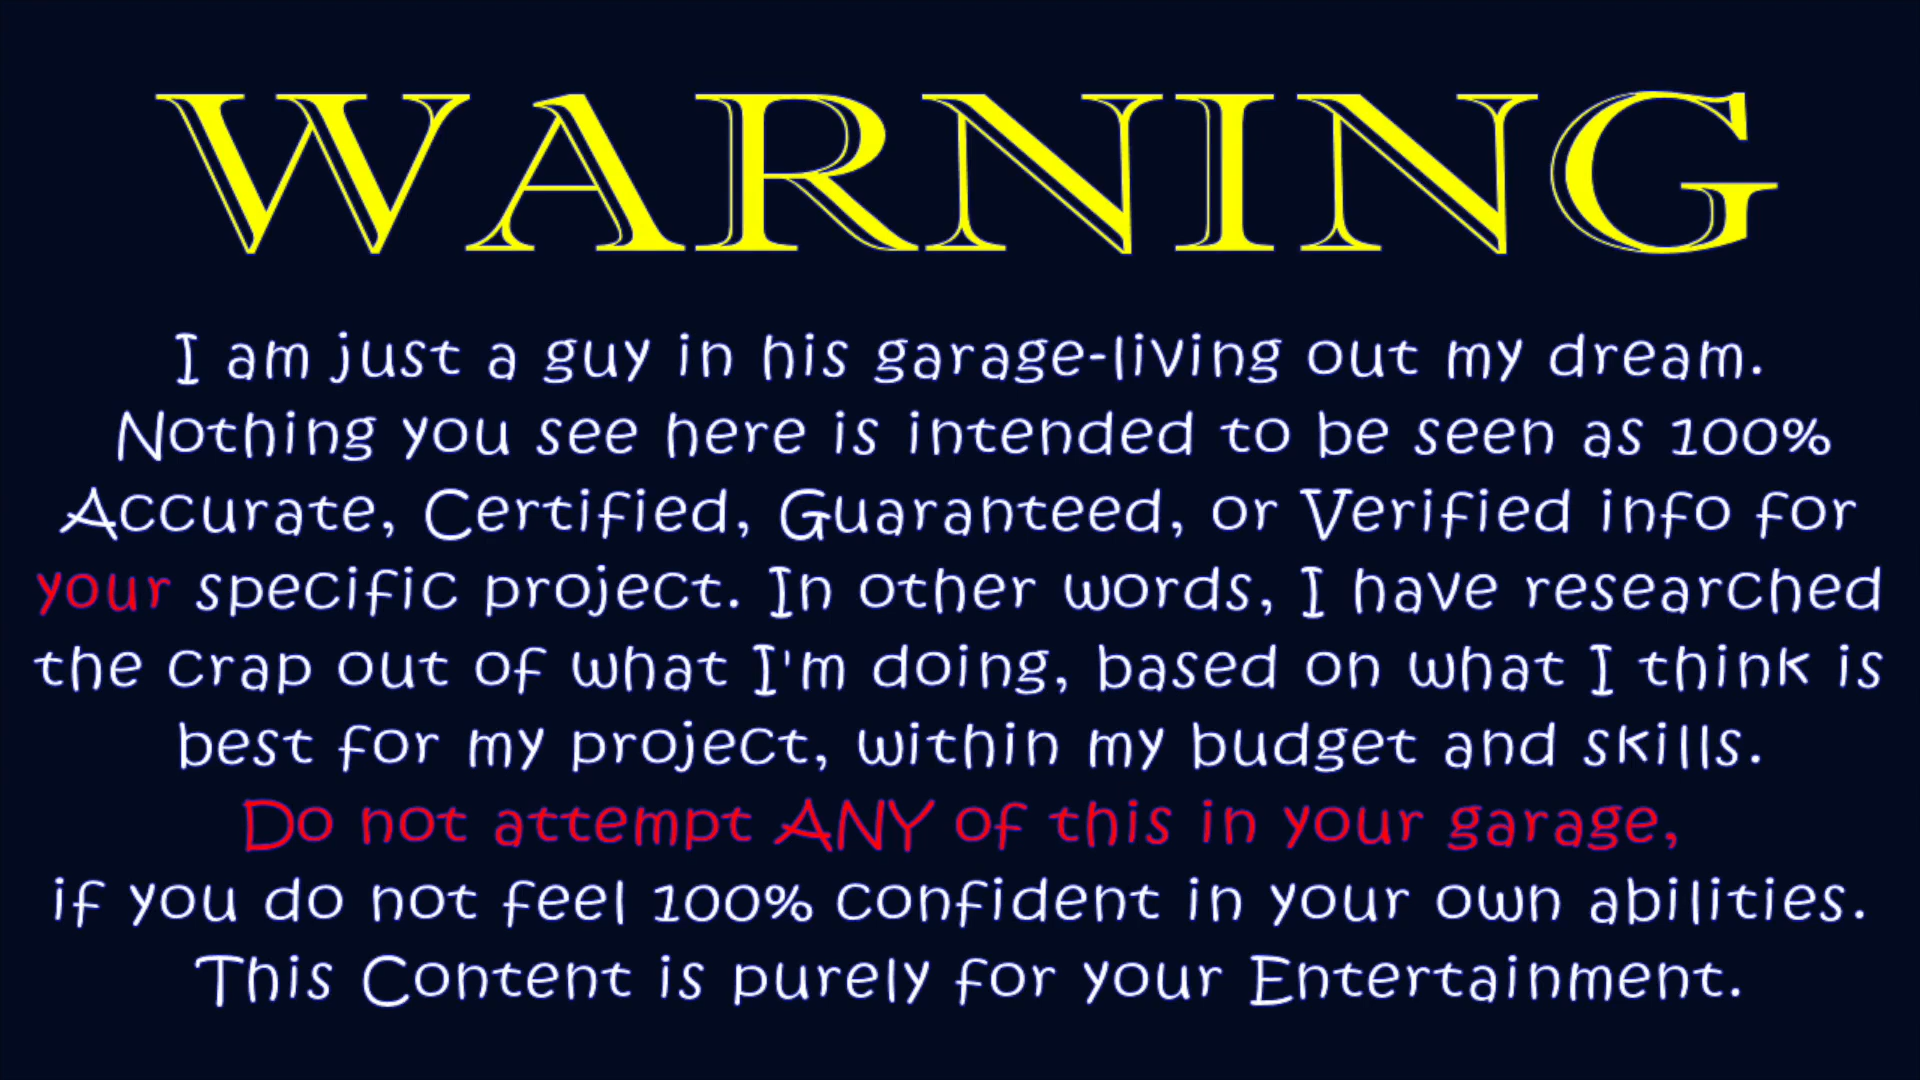 WARNING
I am just a guy in his garage-living out my dream.
Nothing you see here is intended to be seen as 100%
Accurate, Certified, Guaranteed, or Verified info for
your specific project. In other words, I have researched
the crap out of what I'm doing, based on what I think is
best for my project, within my budget and skills.
Do not attempt ANY of this in your garage,
if you do not feel 100% confident in your own abilities.
This Content is purely for your Entertainment.